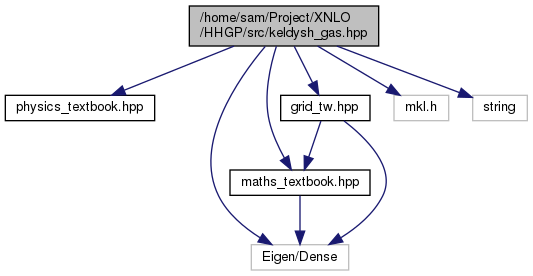 /home/sam/Project/XNLO
/HHGP/src/keldysh_gas.hpp
physics_textbook.hpp
grid_tw.hpp
mkl.h
string
maths_textbook.hpp
Eigen/Dense